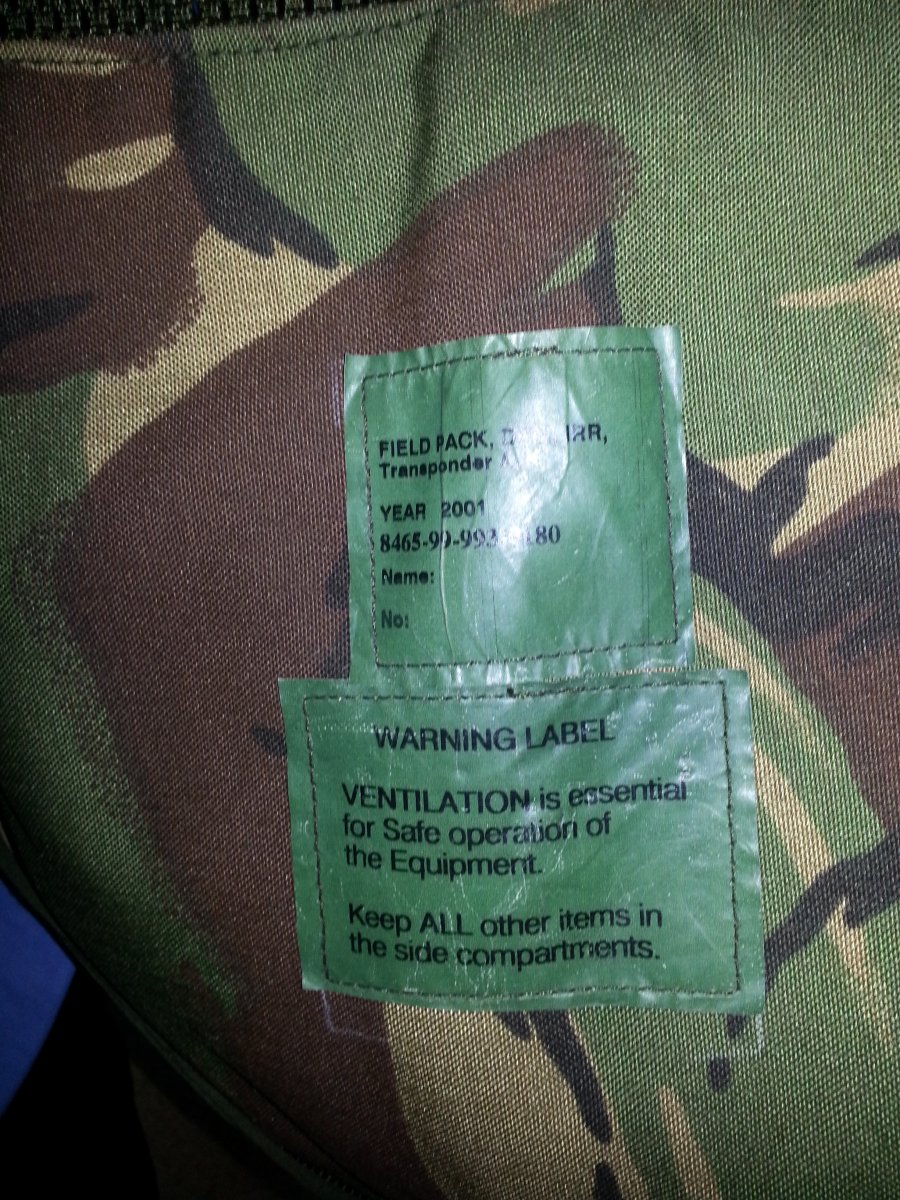 FIELD PACK, IRR,
Transponder
YEAR 2001
Name:
No:
WARNING LABEL
VENTILATION is essential
for Safe operation of
the Equipment.
Keep ALL other items in
the side compartments.